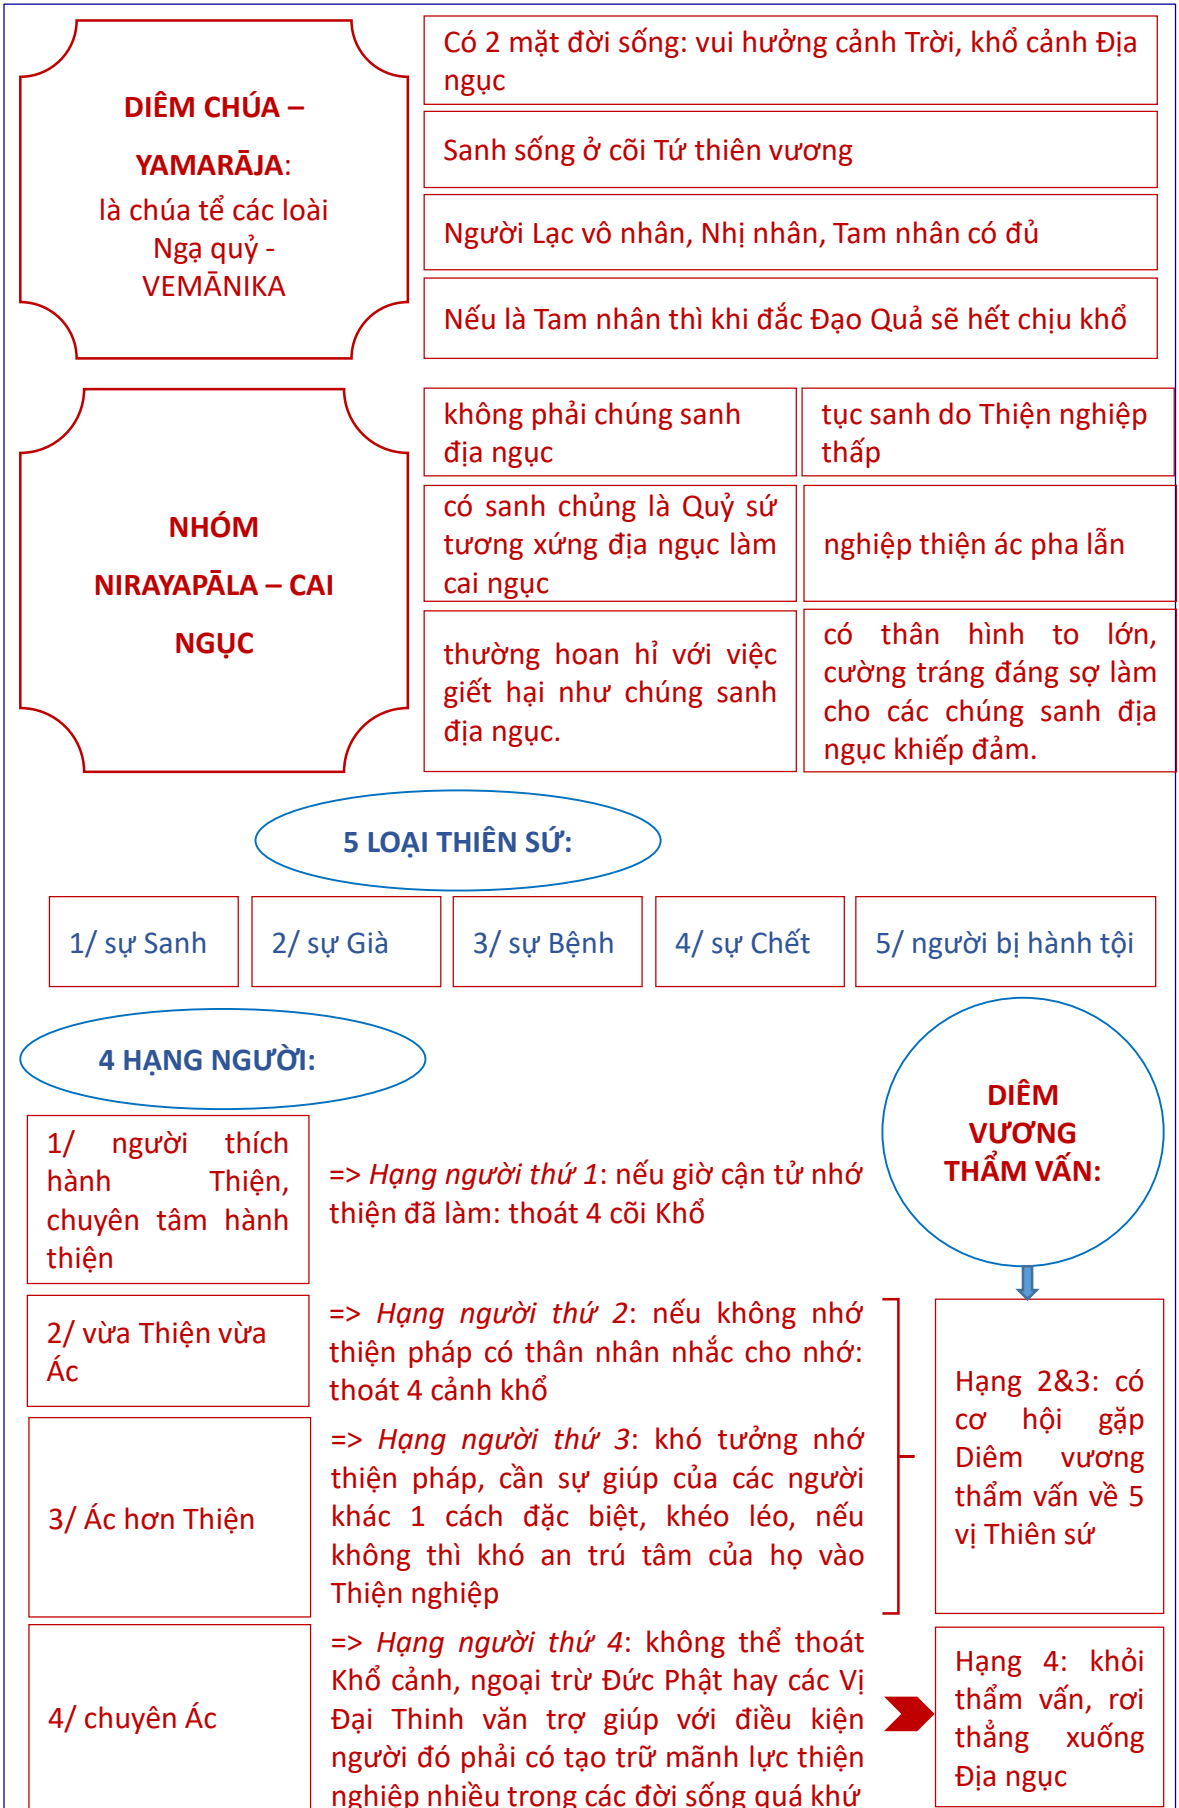 DIÊM CHÚA –
YAMARĀJA:
là chúa tể các loài
Ngạ quỷ -
VEMĀNIKA
Có 2 mặt đời sống: vui hưởng cảnh Trời, khổ cảnh Địa
ngục
Sanh sống ở cõi Tứ thiên vương
Người Lạc vô nhân, Nhị nhân, Tam nhân có đủ
Nếu là Tam nhân thì khi đắc Đạo Quả sẽ hết chịu khổ
NHÓM
NIRAYAPĀLA – CAI
NGỤC
không phải chúng sanh
địa ngục
tục sanh do Thiện nghiệp
thấp
có sanh chủng là Quỷ sứ
tương xứng địa ngục làm
cai ngục
nghiệp thiện ác pha lẫn
thường hoan hỉ với việc
giết hại như chúng sanh
địa ngục.
có thân hình to lớn,
cường tráng đáng sợ làm
cho các chúng sanh địa
ngục khiếp đảm.
5 LOẠI THIÊN SỨ:
1/ sự Sanh
2/ sự Già
3/ sự Bệnh
4/ sự Chết
5/ người bị hành tội
4 HẠNG NGƯỜI:
DIÊM
VƯƠNG
THẨM VẤN:
1/ người thích
hành Thiện,
chuyên tâm hành
thiện
=> Hạng người thứ 1: nếu giờ cận tử nhớ
thiện đã làm: thoát 4 cõi Khổ
2/ vừa Thiện vừa
Ác
=> Hạng người thứ 2: nếu không nhớ
thiện pháp có thân nhân nhắc cho nhớ:
thoát 4 cảnh khổ
3/ Ác hơn Thiện
=> Hạng người thứ 3: khó tưởng nhớ
thiện pháp, cần sự giúp của các người
khác 1 cách đặc biệt, khéo léo, nếu
không thì khó an trú tâm của họ vào
Thiện nghiệp
Hạng 2&3: có
cơ hội gặp
Diêm vương
thẩm vấn về 5
vị Thiên sứ
4/ chuyên Ác
=> Hạng người thứ 4: không thể thoát
Khổ cảnh, ngoại trừ Đức Phật hay các Vị
Đại Thinh văn trợ giúp với điều kiện
người đó phải có tạo trữ mãnh lực thiện
nghiệp nhiều trong các đời sống quá khứ
Hạng 4: khỏi
thẩm vấn, rơi
thẳng xuống
Địa ngục